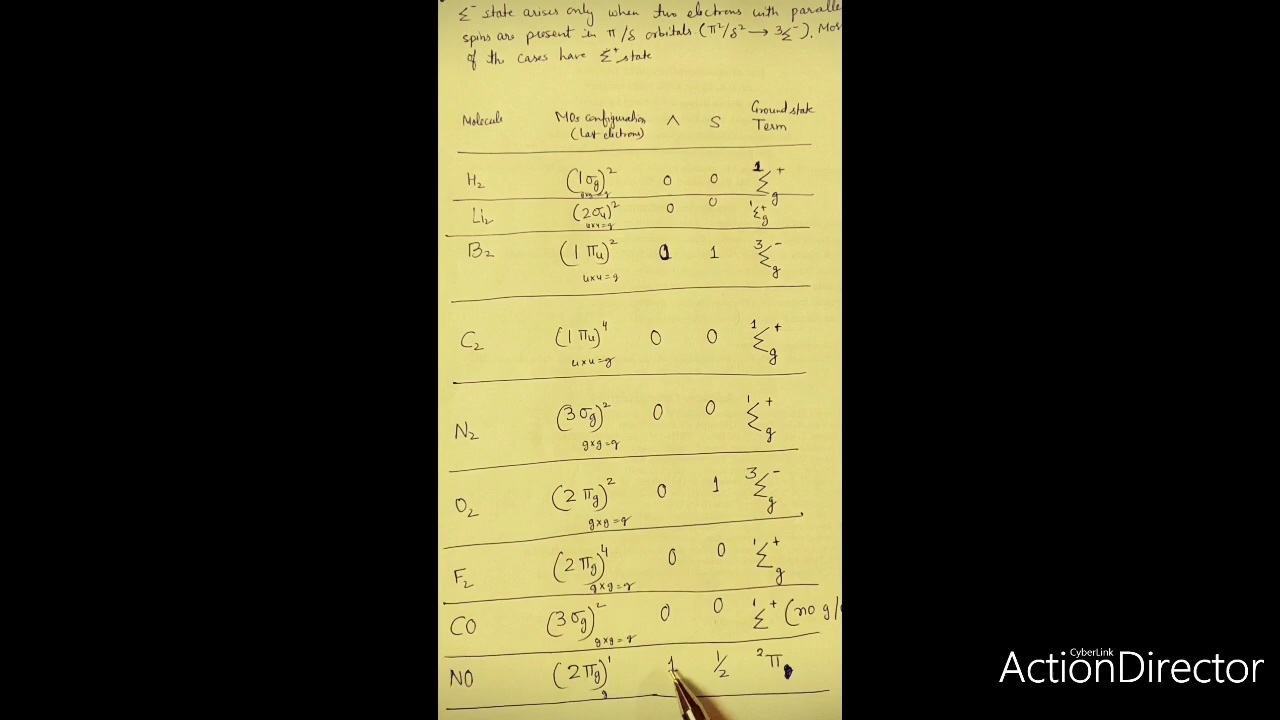 Σ⁻ state arises only when two electrons with paralle
spins are present in π/δ orbitals. (π²/δ² → ³Σ⁻). Mos
of the cases have Σ⁺ state
Molecule MOs configuration (Last electrons) Λ S Ground state Term
H₂ (1σg)² 0 0 ¹Σg⁺
g×g=g
Li₂ (2σu)² 0 0 ¹Σg⁺
u×u=g
B₂ (1πu)² 0 1 ³Σg⁻
u×u=g
C₂ (1πu)⁴ 0 0 ¹Σg⁺
u×u=g
N₂ (3σg)² 0 0 ¹Σg⁺
g×g=g
O₂ (2πg)² 0 1 ³Σg⁻
g×g=g
F₂ (2πg)⁴ 0 0 ¹Σg⁺
g×g=g
CO (3σg)² 0 0 ¹Σ⁺ (no g/
g×g=g
NO (2πg)¹ 1 ½ ²π
g
CyberLink
ActionDirector